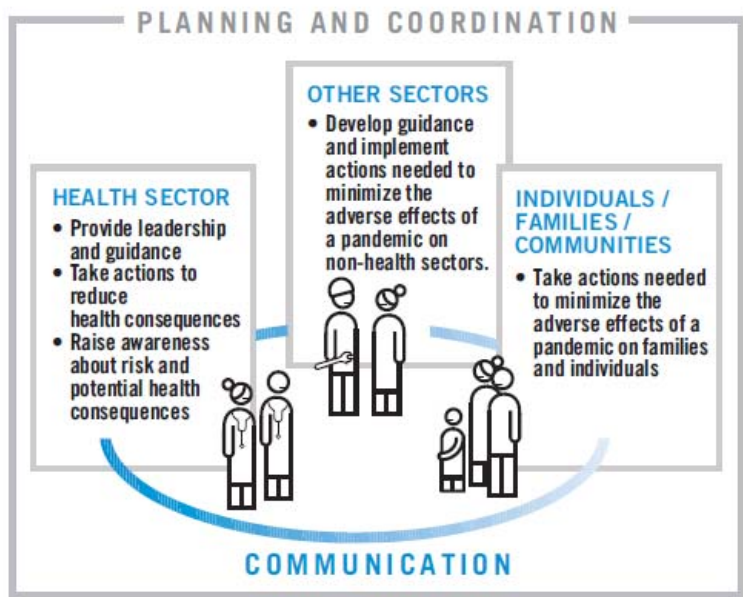 PLANNING AND COORDINATION
OTHER SECTORS
• Develop guidance
and implement
actions needed to
minimize the
adverse effects of
a pandemic on
non-health sectors.
HEALTH SECTOR
• Provide leadership
and guidance
• Take actions to
reduce
health consequences
• Raise awareness
about risk and
potential health
consequences
INDIVIDUALS /
FAMILIES /
COMMUNITIES
• Take actions needed
to minimize the
adverse effects of a
pandemic on families
and individuals
COMMUNICATION